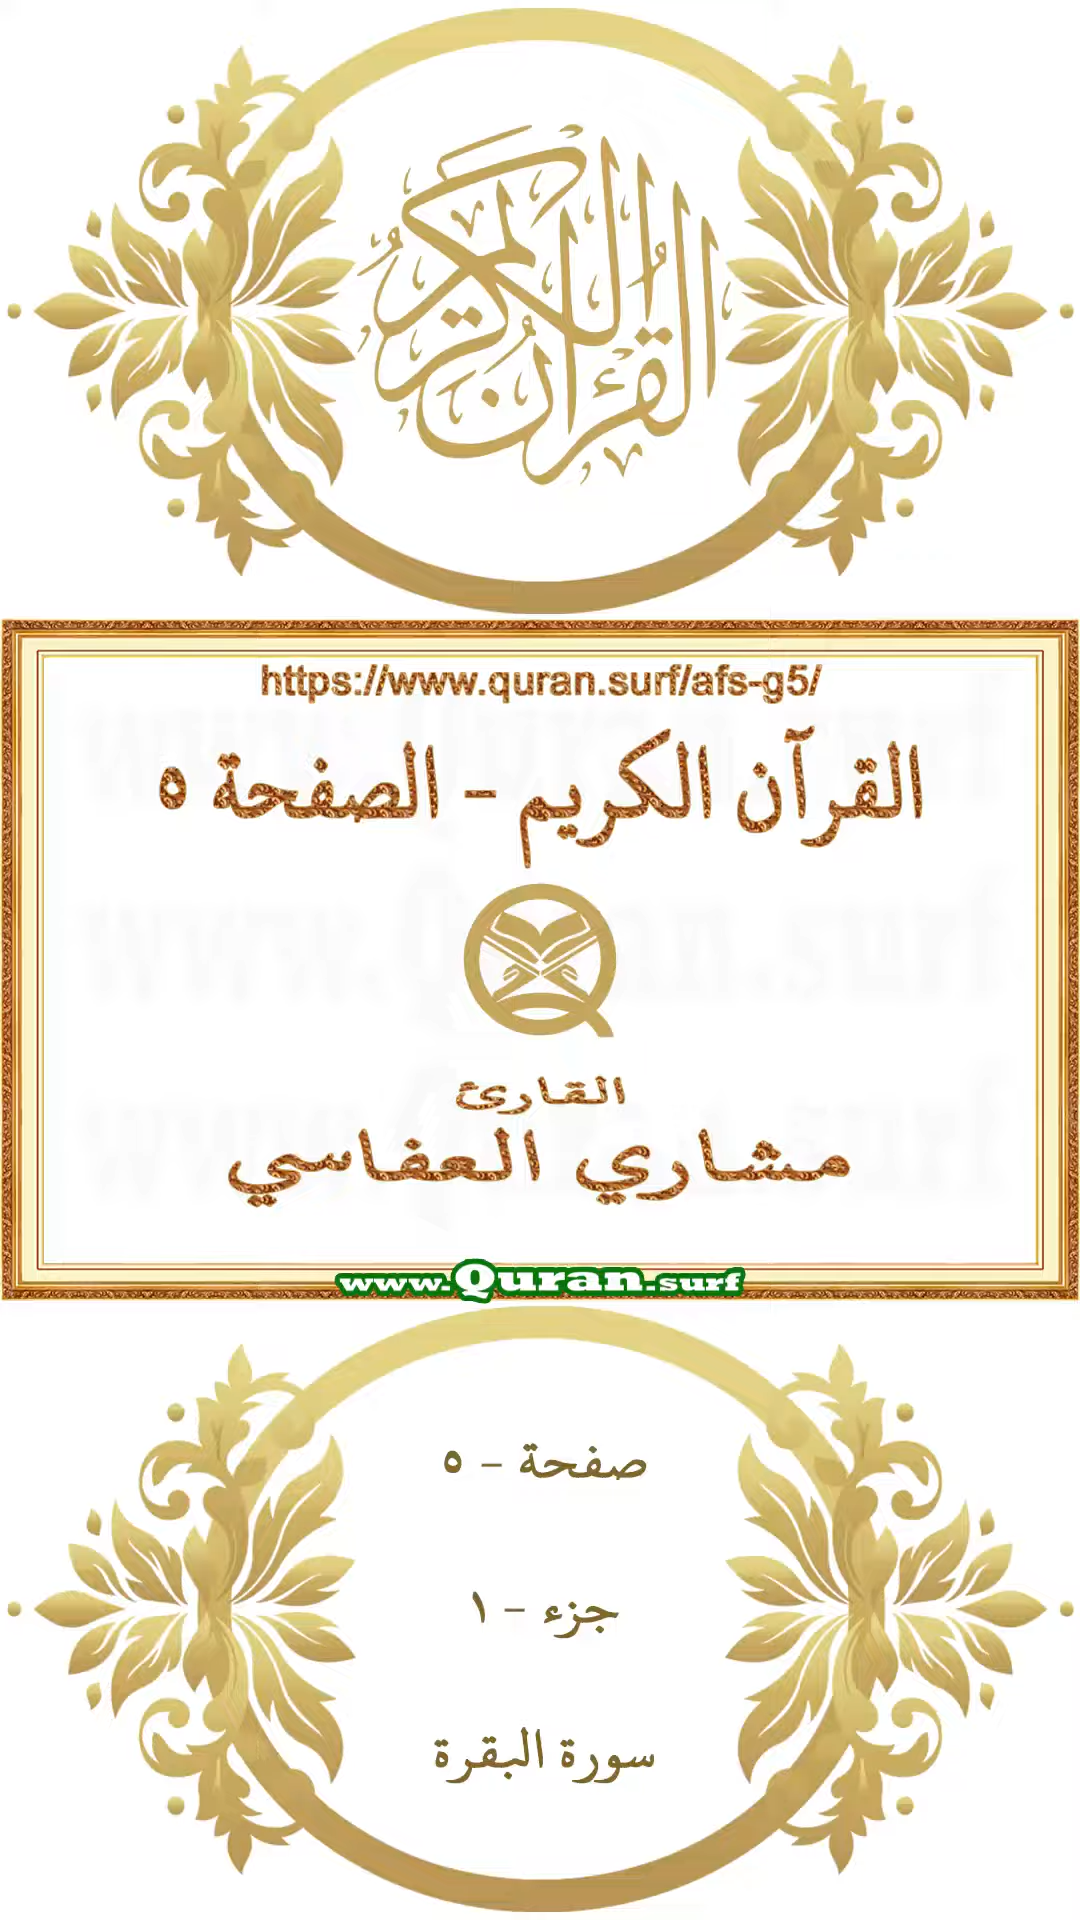 القرآن الكريم
https://www.quran.surf/afs-g5/
القرآن الكريم - الصفحة ٥
القارئ
مشاري العفاسي
www.Quran.surf
صفحة - ٥
جزء - ١
سورة البقرة